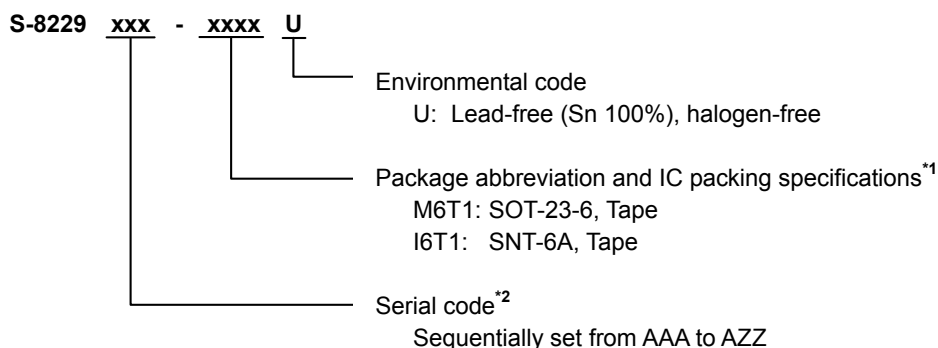 S-8229 xxx - xxxx U
Environmental code
U: Lead-free (Sn 100%), halogen-free
Package abbreviation and IC packing specifications*1
M6T1: SOT-23-6, Tape
I6T1: SNT-6A, Tape
Serial code*2
Sequentially set from AAA to AZZ